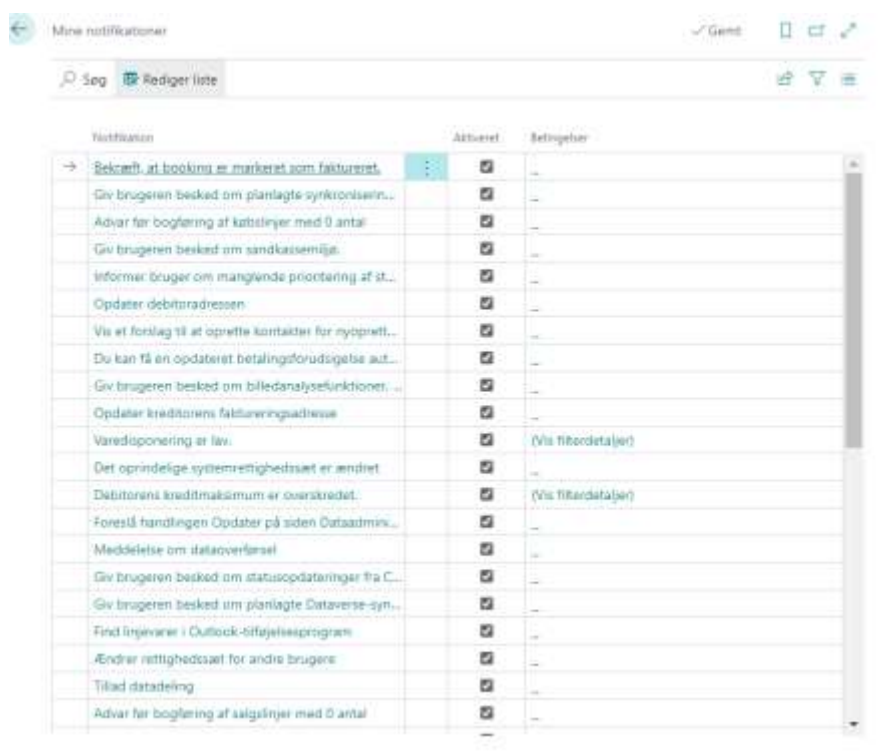 Mine notifikationer
Gemt
Søg Rediger liste
Notifikation Aktiveret Betingelser
Bekræft, at booking er markeret som faktureret.
Giv brugeren besked om planlagte synkroniserin...
Advar før bogføring af købslinjer med 0 antal
Giv brugeren besked om sandkassemiljø.
Informer bruger om manglende prioritering af st...
Opdater debitoradressen
Vis et forslag til at oprette kontakter for nyoprett...
Du kan få en opdateret betalingsforudsigelse aut...
Giv brugeren besked om billedanalysefunktioner. ...
Opdater kreditorens faktureringsadresse
Varedisponering er lav. (Vis filterdetaljer)
Det oprindelige systemrettighedssæt er ændret
Debitorens kreditmaksimum er overskredet. (Vis filterdetaljer)
Foreslå handlingen Opdater på siden Dataadmini...
Meddelelse om dataoverførsel
Giv brugeren besked om statusopdateringer fra C...
Giv brugeren besked om planlagte Dataverse-syn...
Find linjevarer i Outlook-tilføjelsesprogram
Ændrer rettighedssæt for andre brugere
Tillad datadeling
Advar før bogføring af salgslinjer med 0 antal